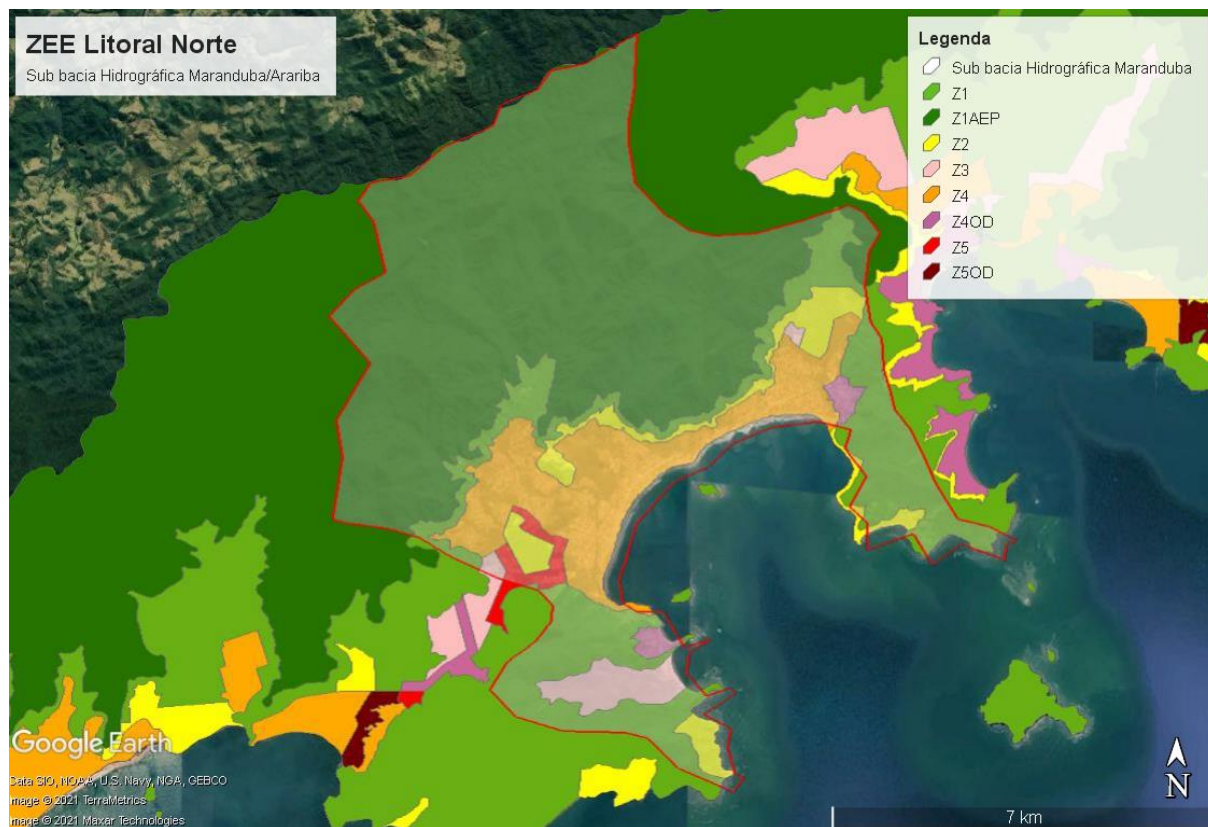 ZEE Litoral Norte
Sub bacia Hidrográfica Maranduba/Arariba
Legenda
Sub bacia Hidrográfica Maranduba
Z1
Z1AEP
Z2
Z3
Z4
Z4OD
Z5
Z5OD
Google Earth
Data SIO, NOAA, U.S. Navy, NGA, GEBCO
Image © 2021 TerraMetrics
Image © 2021 Maxar Technologies
N
7 km